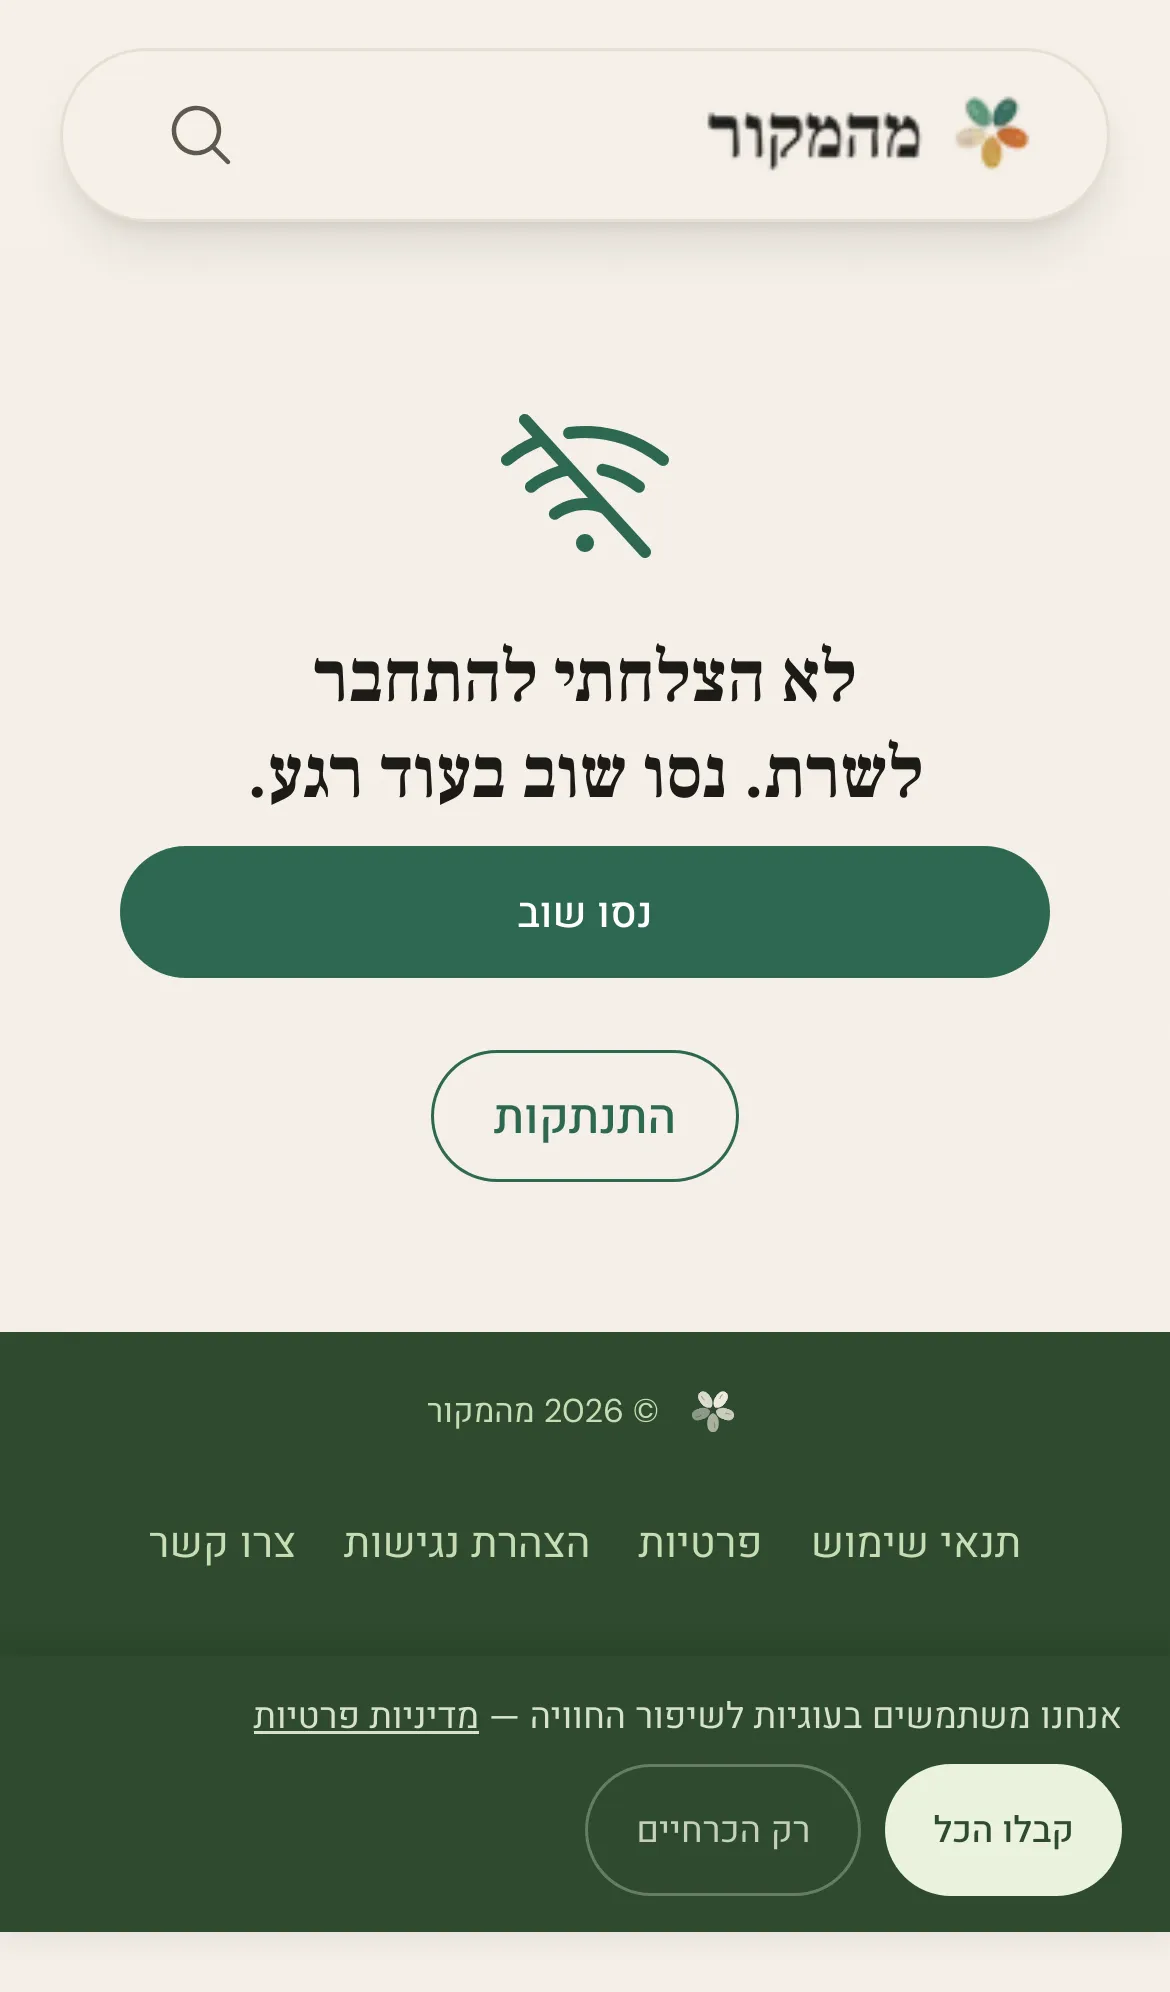 מהמקור
לא הצלחתי להתחבר
לשרת. נסו שוב בעוד רגע.
נסו שוב
התנתקות
© 2026 מהמקור
תנאי שימוש פרטיות הצהרת נגישות צרו קשר
אנחנו משתמשים בעוגיות לשיפור החוויה — מדיניות פרטיות
קבלו הכל רק הכרחיים